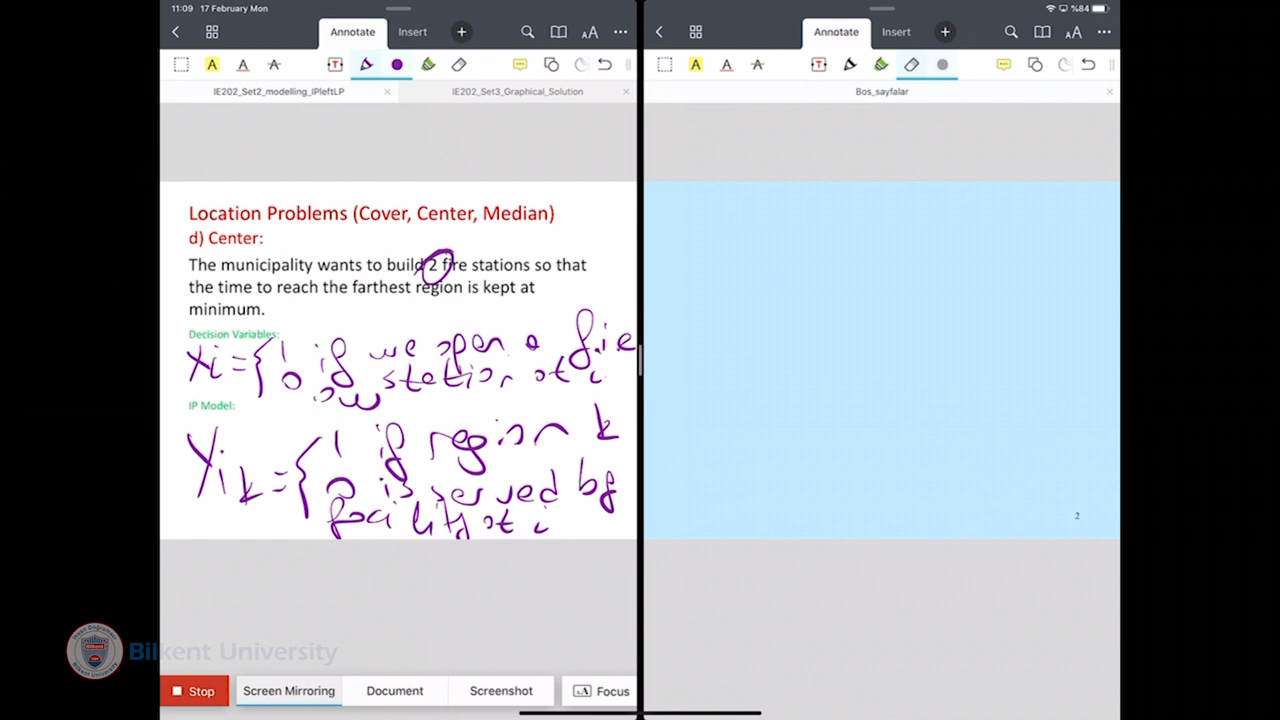 11:09 17 February Mon
%84
Annotate Insert
Annotate Insert
IE202_Set2_modelling_IPleftLP
IE202_Set3_Graphical_Solution
Bos_sayfalar
Location Problems (Cover, Center, Median)
d) Center:
The municipality wants to build 2 fire stations so that
the time to reach the farthest region is kept at
minimum.
Decision Variables:
Xi = { 1 if we open a fire
0 station at i
ow
IP Model:
Yik = { 1 if region k
0 is served by
facility at i
2
Bilkent University
Stop
Screen Mirroring
Document
Screenshot
Focus